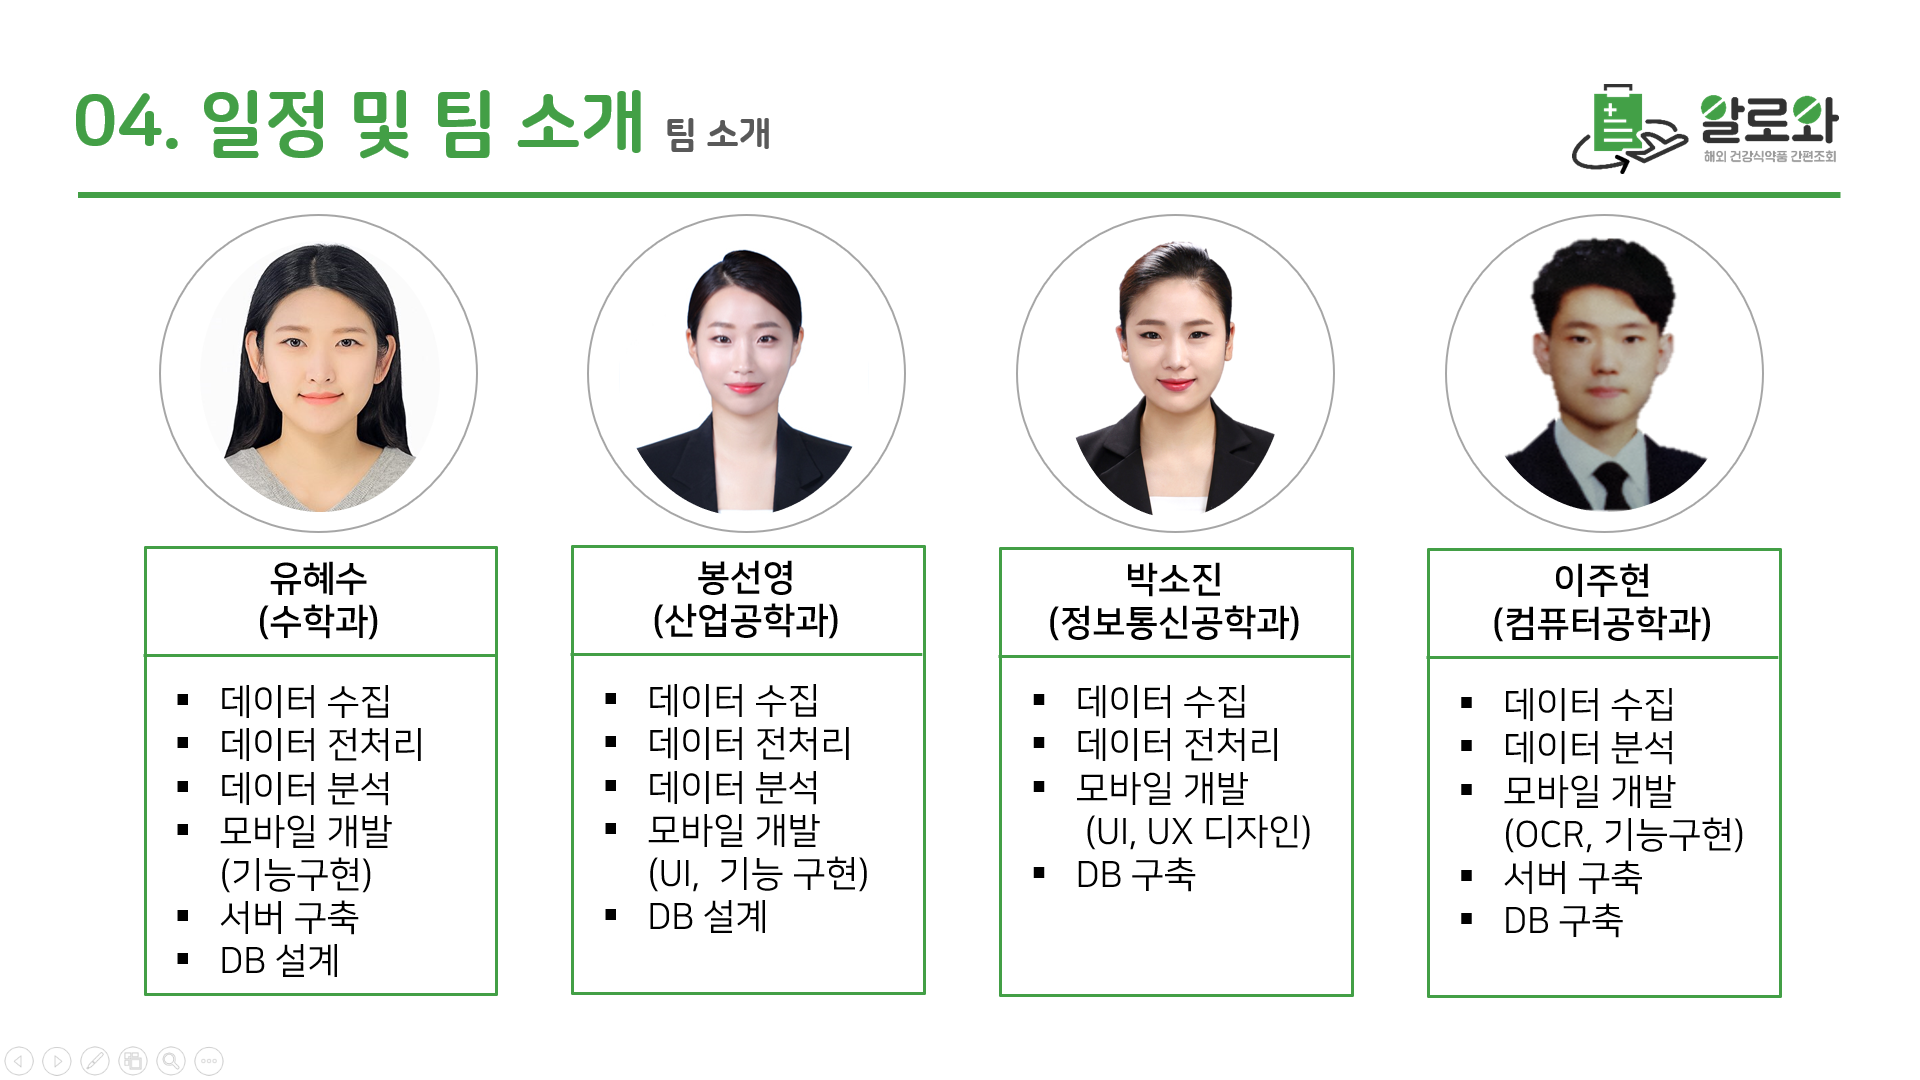 04. 일정 및 팀 소개 팀 소개
알로와
해외 건강식약품 간편조회
유혜수
(수학과)
▪ 데이터 수집
▪ 데이터 전처리
▪ 데이터 분석
▪ 모바일 개발
(기능구현)
▪ 서버 구축
▪ DB 설계
봉선영
(산업공학과)
▪ 데이터 수집
▪ 데이터 전처리
▪ 데이터 분석
▪ 모바일 개발
(UI, 기능 구현)
▪ DB 설계
박소진
(정보통신공학과)
▪ 데이터 수집
▪ 데이터 전처리
▪ 모바일 개발
(UI, UX 디자인)
▪ DB 구축
이주현
(컴퓨터공학과)
▪ 데이터 수집
▪ 데이터 분석
▪ 모바일 개발
(OCR, 기능구현)
▪ 서버 구축
▪ DB 구축